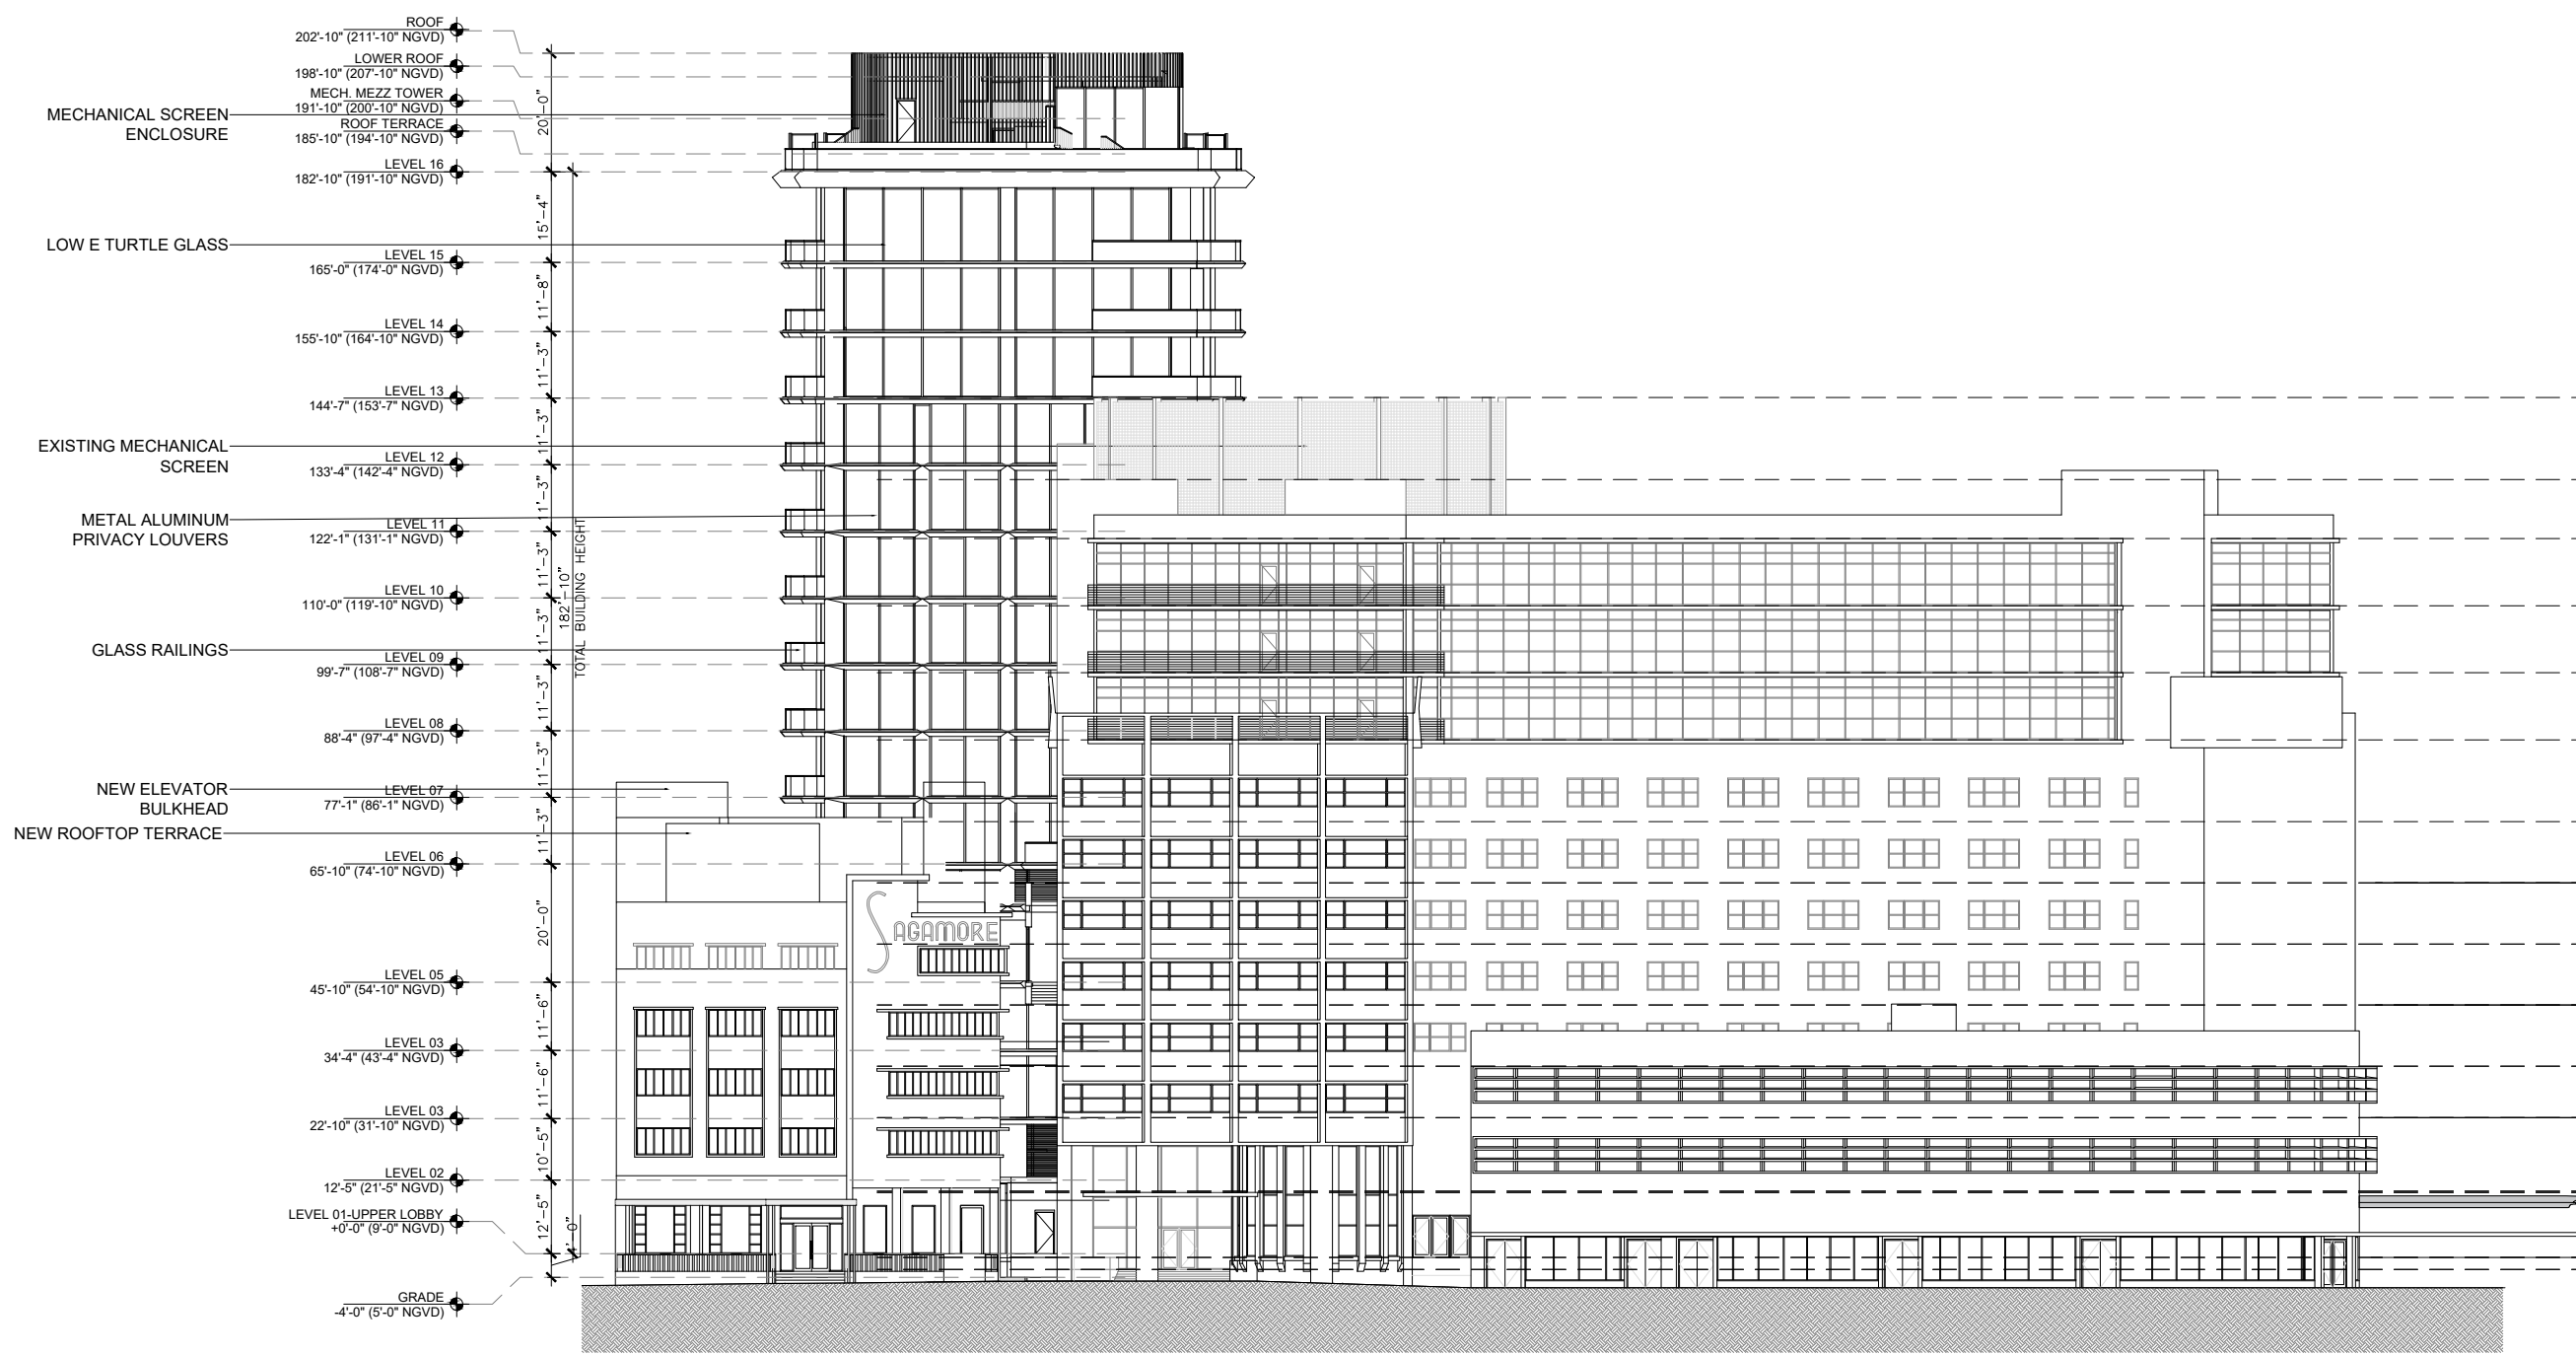 ROOF
202'-10" (211'-10" NGVD)
LOWER ROOF
198'-10" (207'-10" NGVD)
MECH. MEZZ TOWER
191'-10" (200'-10" NGVD)
MECHANICAL SCREEN
ENCLOSURE
ROOF TERRACE
185'-10" (194'-10" NGVD)
20'-0"
LEVEL 16
182'-10" (191'-10" NGVD)
15'-4"
LOW E TURTLE GLASS
LEVEL 15
165'-0" (174'-0" NGVD)
11'-8"
LEVEL 14
155'-10" (164'-10" NGVD)
11'-3"
LEVEL 13
144'-7" (153'-7" NGVD)
11'-3"
EXISTING MECHANICAL
SCREEN
LEVEL 12
133'-4" (142'-4" NGVD)
11'-3"
METAL ALUMINUM
PRIVACY LOUVERS
LEVEL 11
122'-1" (131'-1" NGVD)
11'-3"
182'-10"
TOTAL BUILDING HEIGHT
LEVEL 10
110'-0" (119'-10" NGVD)
11'-3"
GLASS RAILINGS
LEVEL 09
99'-7" (108'-7" NGVD)
11'-3"
LEVEL 08
88'-4" (97'-4" NGVD)
11'-3"
NEW ELEVATOR
BULKHEAD
LEVEL 07
77'-1" (86'-1" NGVD)
NEW ROOFTOP TERRACE
11'-3"
LEVEL 06
65'-10" (74'-10" NGVD)
20'-0"
SAGAMORE
LEVEL 05
45'-10" (54'-10" NGVD)
11'-6"
LEVEL 03
34'-4" (43'-4" NGVD)
11'-6"
LEVEL 03
22'-10" (31'-10" NGVD)
10'-5"
LEVEL 02
12'-5" (21'-5" NGVD)
12'-5"
LEVEL 01-UPPER LOBBY
+0'-0" (9'-0" NGVD)
GRADE
-4'-0" (5'-0" NGVD)